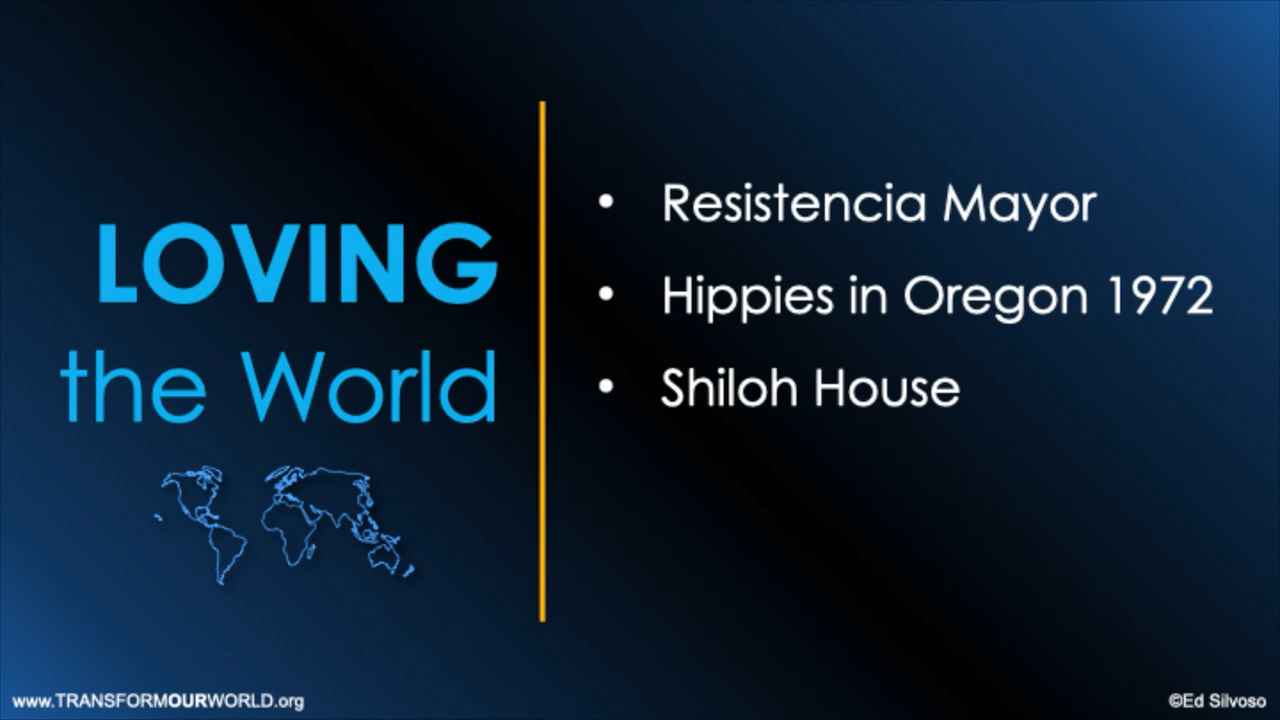 LOVING
the World
• Resistencia Mayor
• Hippies in Oregon 1972
• Shiloh House
www.TRANSFORMOURWORLD.org
©Ed Silvoso